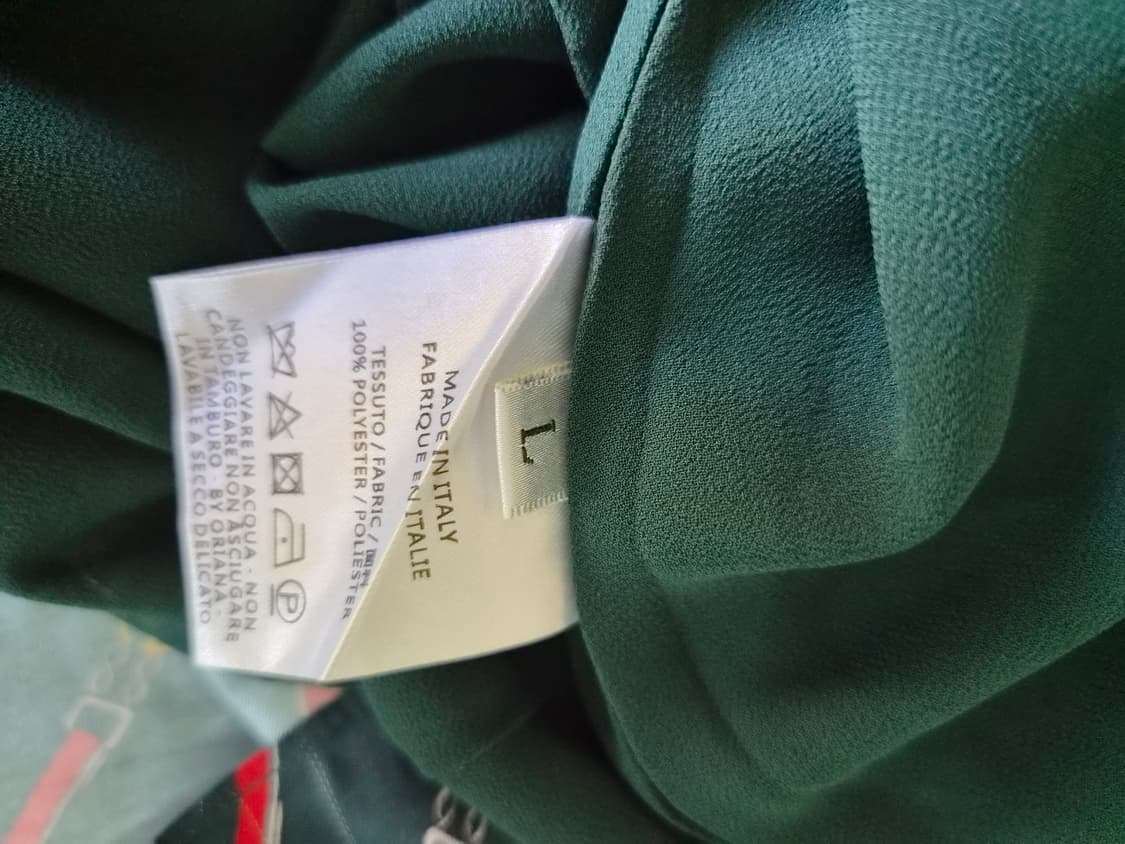 L
MADE IN ITALY
FABRIQUE EN ITALIE
TESSUTO / FABRIC /
100% POLYESTER / POLIESTER
P
NON LAVARE IN ACQUA - NON
CANDEGGIARE NON ASCIUGARE
IN TAMBURO - BY ORIANA -
LAVABILE A SECCO DELICATO